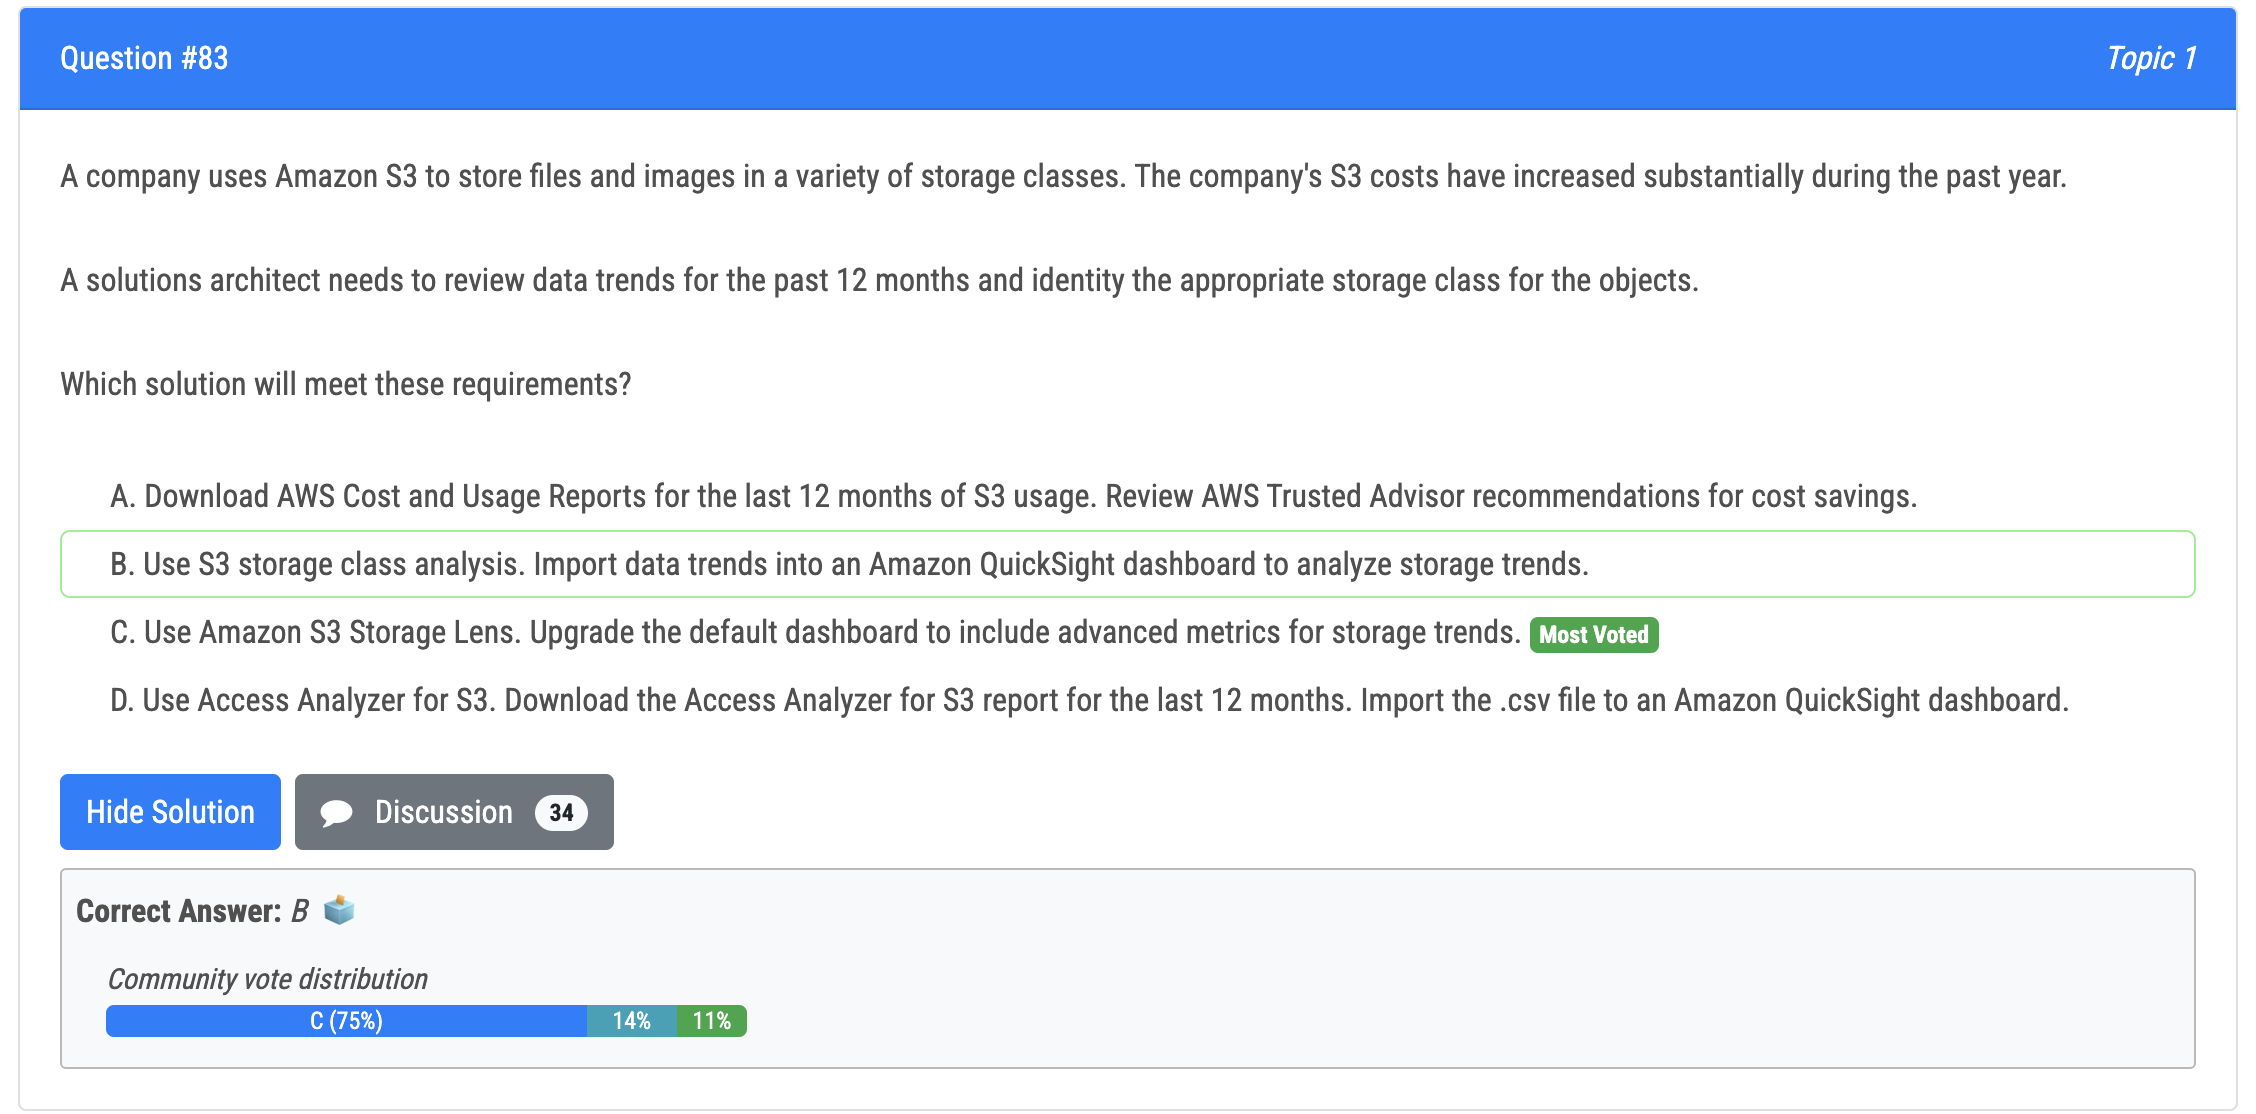 Question #83
Topic 1
A company uses Amazon S3 to store files and images in a variety of storage classes. The company's S3 costs have increased substantially during the past year.
A solutions architect needs to review data trends for the past 12 months and identity the appropriate storage class for the objects.
Which solution will meet these requirements?
A. Download AWS Cost and Usage Reports for the last 12 months of S3 usage. Review AWS Trusted Advisor recommendations for cost savings.
B. Use S3 storage class analysis. Import data trends into an Amazon QuickSight dashboard to analyze storage trends.
C. Use Amazon S3 Storage Lens. Upgrade the default dashboard to include advanced metrics for storage trends. Most Voted
D. Use Access Analyzer for S3. Download the Access Analyzer for S3 report for the last 12 months. Import the .csv file to an Amazon QuickSight dashboard.
Hide Solution Discussion 34
Correct Answer: B
Community vote distribution
C (75%) 14% 11%